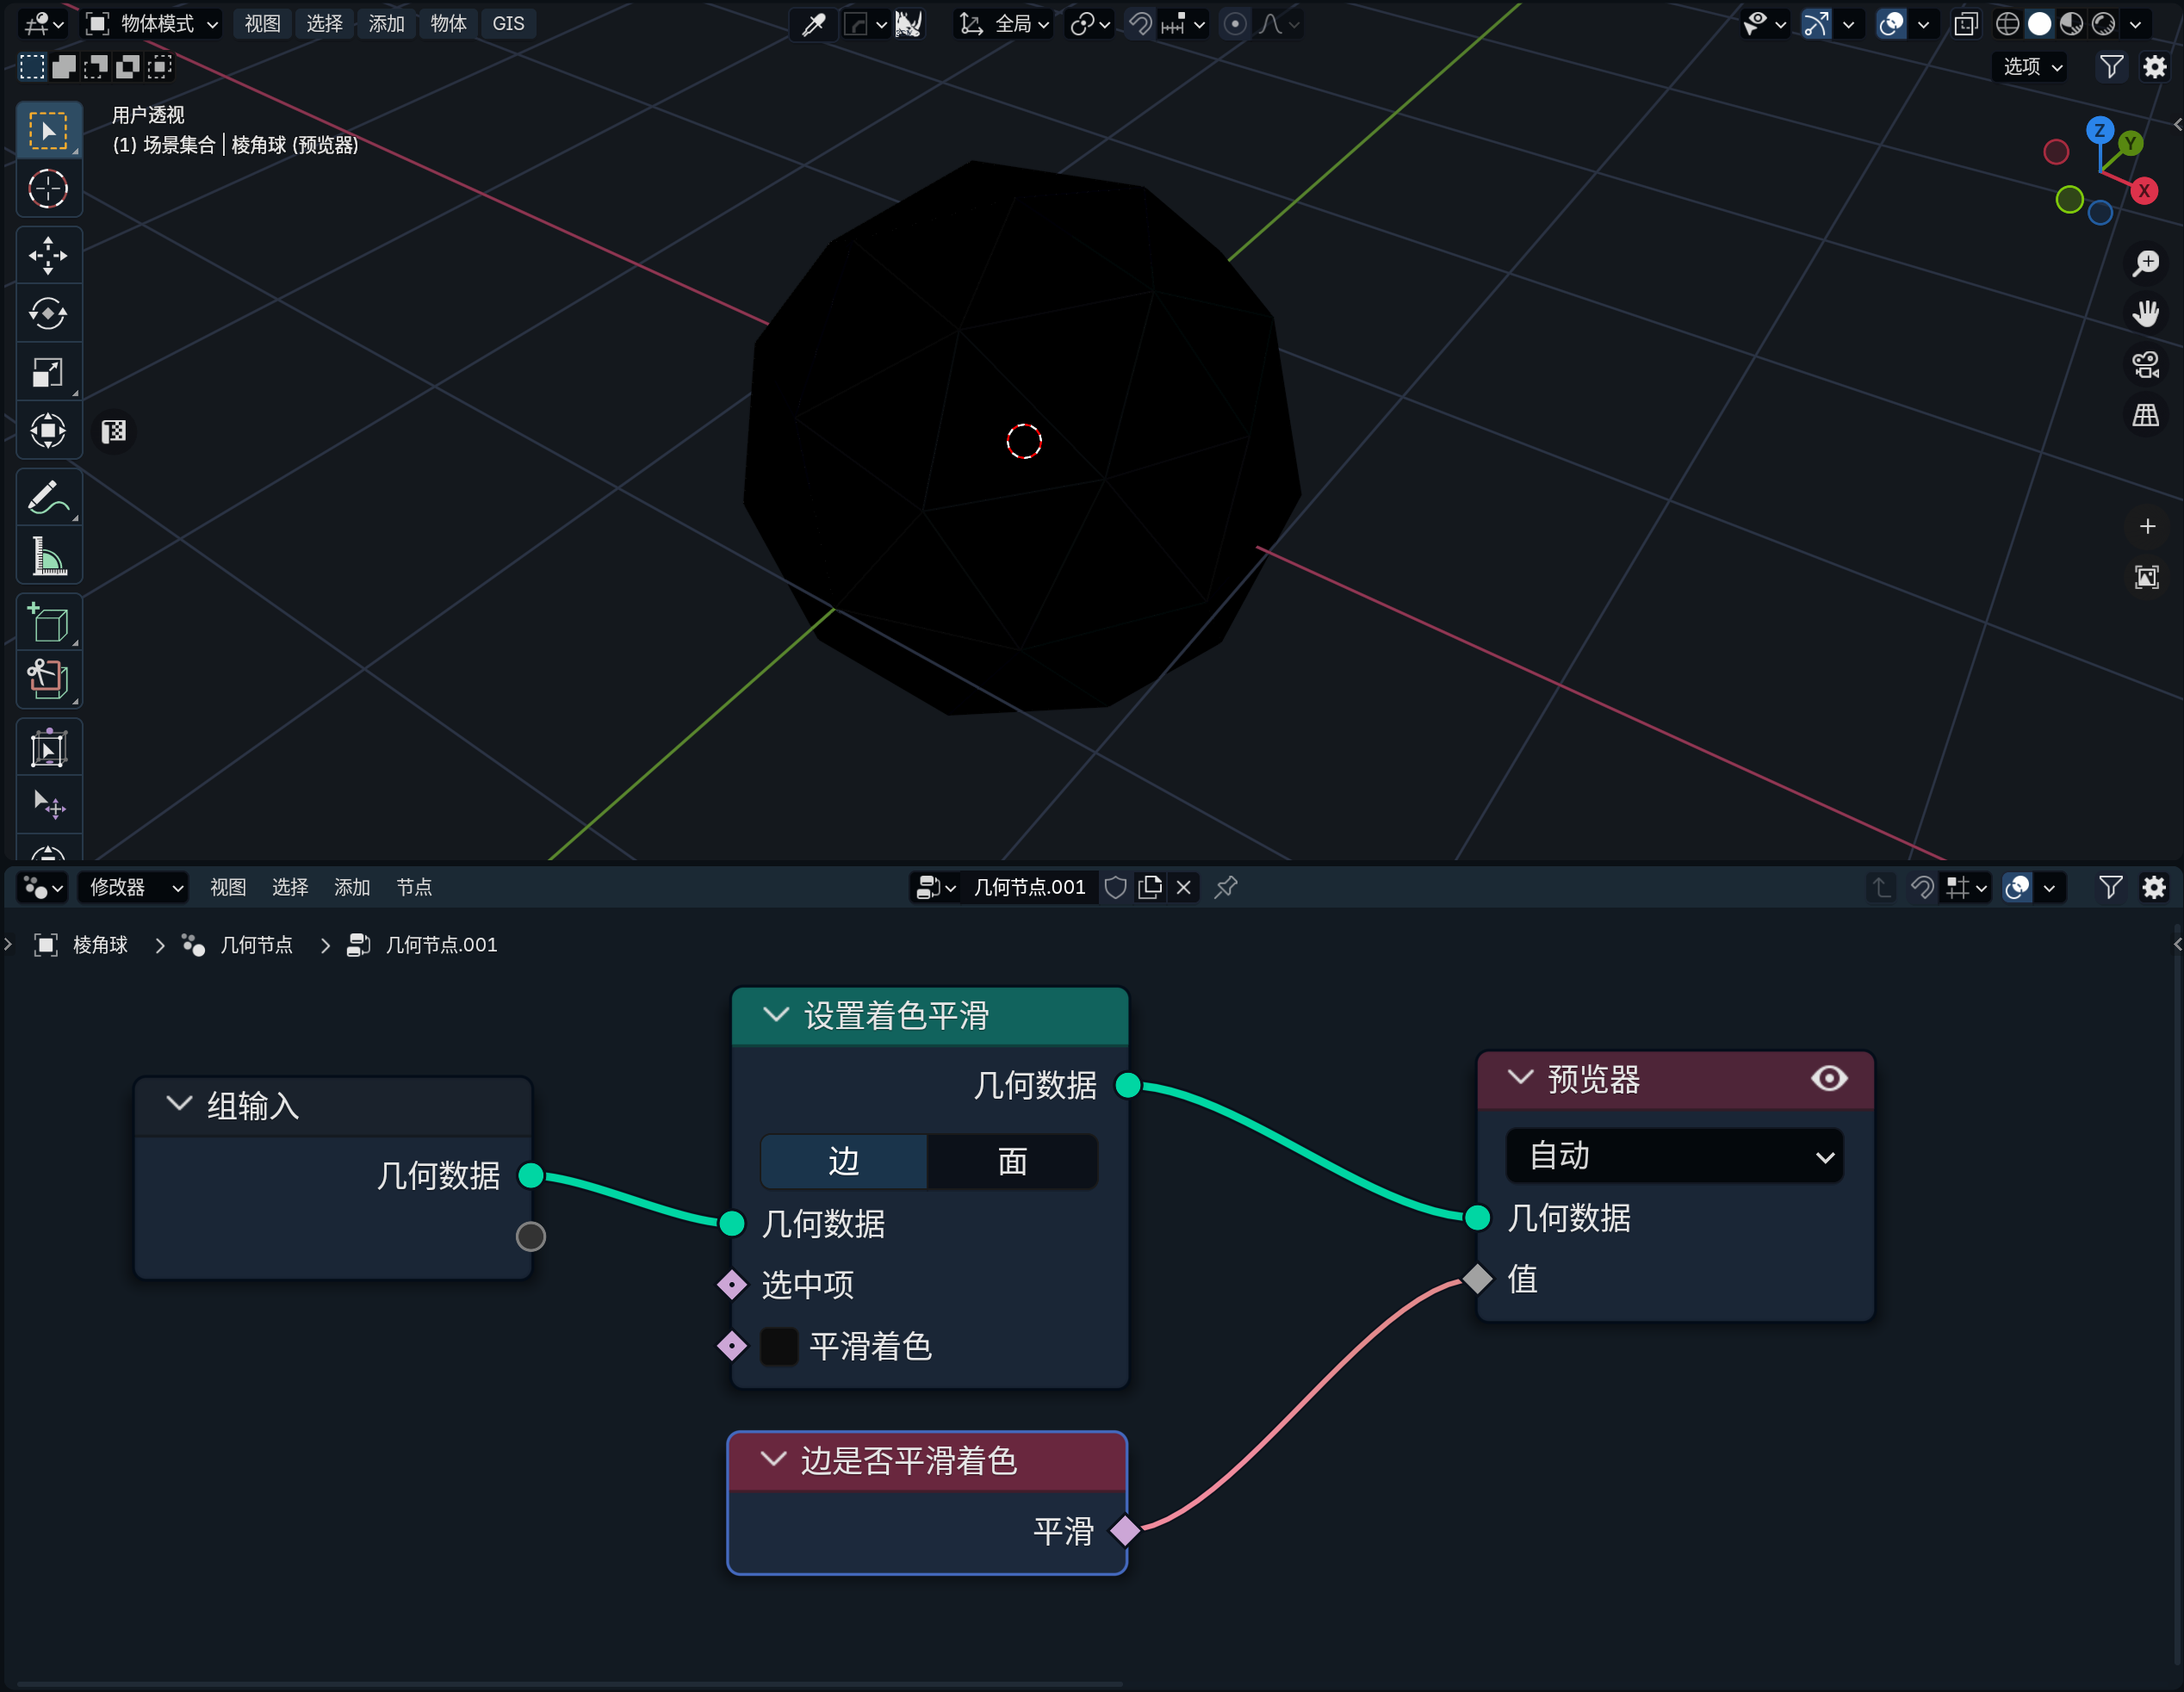 物体模式 视图 选择 添加 物体 GIS 全局
选项
用户透视
(1) 场景集合 | 棱角球 (预览器)
Z
Y
X
修改器 视图 选择 添加 节点 几何节点.001
棱角球 > 几何节点 > 几何节点.001
组输入
几何数据
设置着色平滑
几何数据
边 面
几何数据
选中项
平滑着色
边是否平滑着色
平滑
预览器
自动
几何数据
值